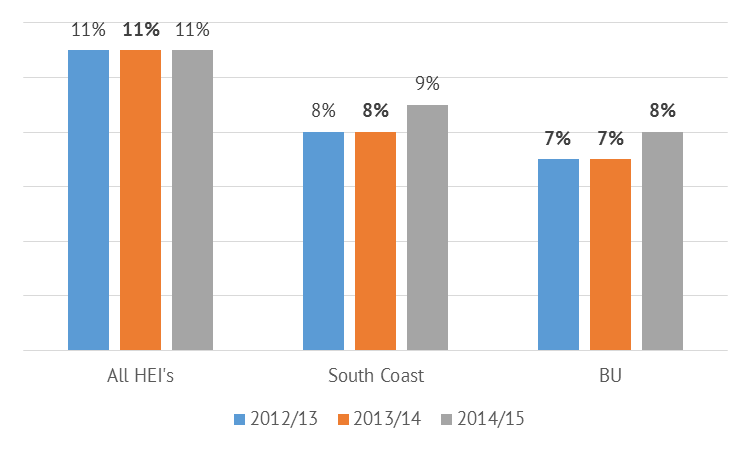 11% 11% 11%
9%
8% 8% 8%
7% 7%
All HEI's South Coast BU
2012/13 2013/14 2014/15